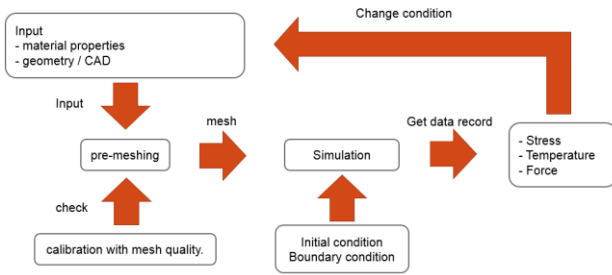 Change condition
Input
- material properties
- geometry / CAD
Input
mesh
Get data record
pre-meshing
Simulation
- Stress
- Temperature
- Force
check
calibration with mesh quality.
Initial condition
Boundary condition